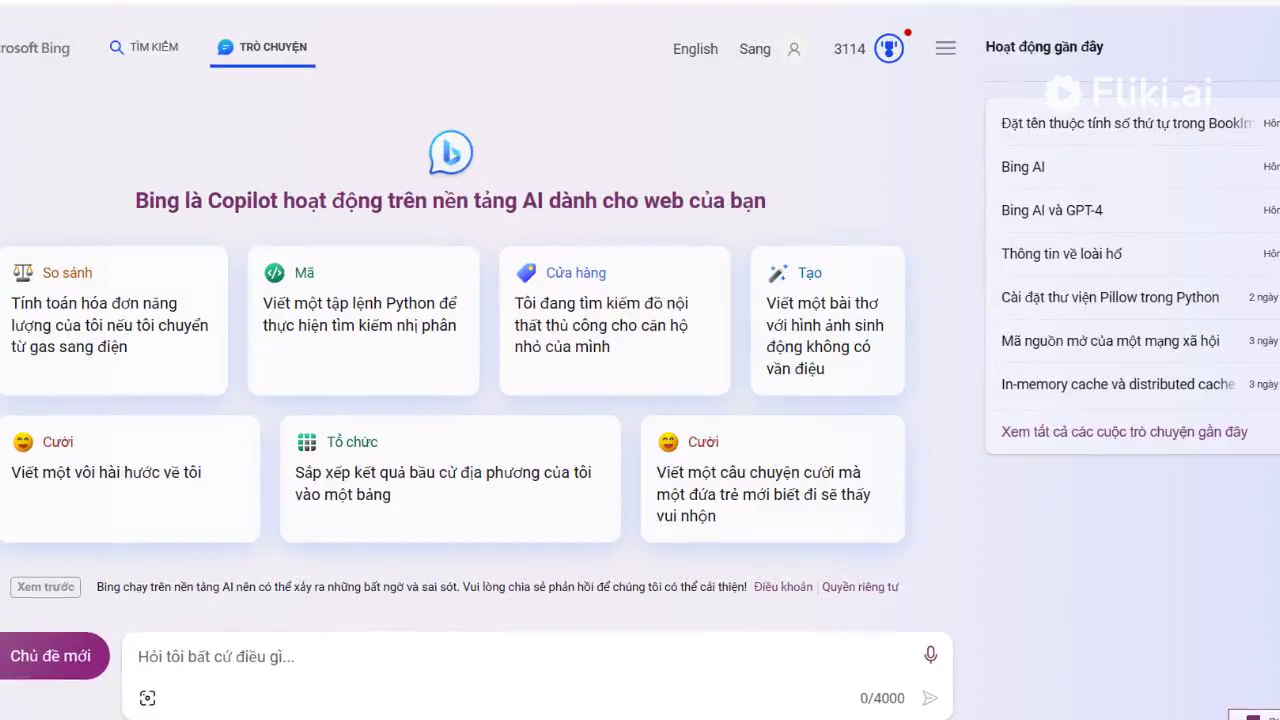 rosoft Bing
TÌM KIẾM
TRÒ CHUYỆN
English
Sang
3114
Hoạt động gần đây
Fliki.ai
Bing là Copilot hoạt động trên nền tảng AI dành cho web của bạn
So sánh
Tính toán hóa đơn năng
lượng của tôi nếu tôi chuyển
từ gas sang điện
Mã
Viết một tập lệnh Python để
thực hiện tìm kiếm nhị phân
Cửa hàng
Tôi đang tìm kiếm đồ nội
thất thủ công cho căn hộ
nhỏ của mình
Tạo
Viết một bài thơ
với hình ảnh sinh
động không có
vần điệu
Cười
Viết một vôi hài hước về tôi
Tổ chức
Sắp xếp kết quả bầu cử địa phương của tôi
vào một bảng
Cười
Viết một câu chuyện cười mà
một đứa trẻ mới biết đi sẽ thấy
vui nhộn
Xem trước
Bing chạy trên nền tảng AI nên có thể xảy ra những bất ngờ và sai sót. Vui lòng chia sẻ phản hồi để chúng tôi có thể cải thiện! Điều khoản | Quyền riêng tư
Chủ đề mới
Hỏi tôi bất cứ điều gì...
0/4000
Đặt tên thuộc tính số thứ tự trong BookIm
Hôn
Bing AI
Hôn
Bing AI và GPT-4
Hôn
Thông tin về loài hổ
Hôn
Cài đặt thư viện Pillow trong Python
2 ngày
Mã nguồn mở của một mạng xã hội
3 ngày
In-memory cache và distributed cache
3 ngày
Xem tất cả các cuộc trò chuyện gần đây